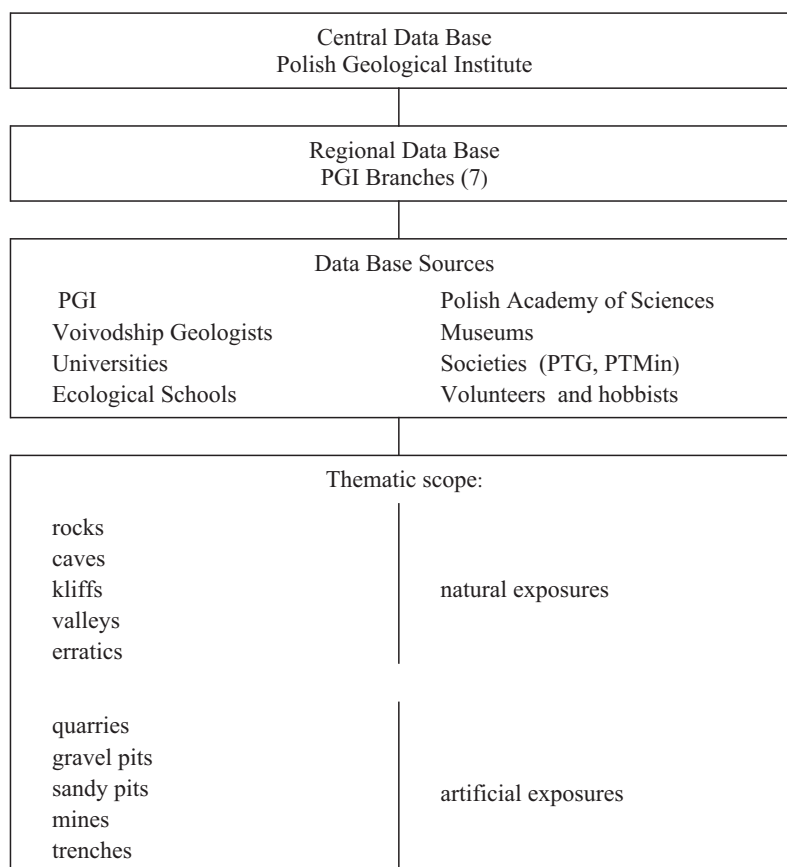 Central Data Base
Polish Geological Institute
Regional Data Base
PGI Branches (7)
Data Base Sources
PGI
Voivodship Geologists
Universities
Ecological Schools
Polish Academy of Sciences
Museums
Societies (PTG, PTMin)
Volunteers and hobbists
Thematic scope:
rocks
caves
kliffs
valleys
erratics
natural exposures
quarries
gravel pits
sandy pits
mines
trenches
artificial exposures